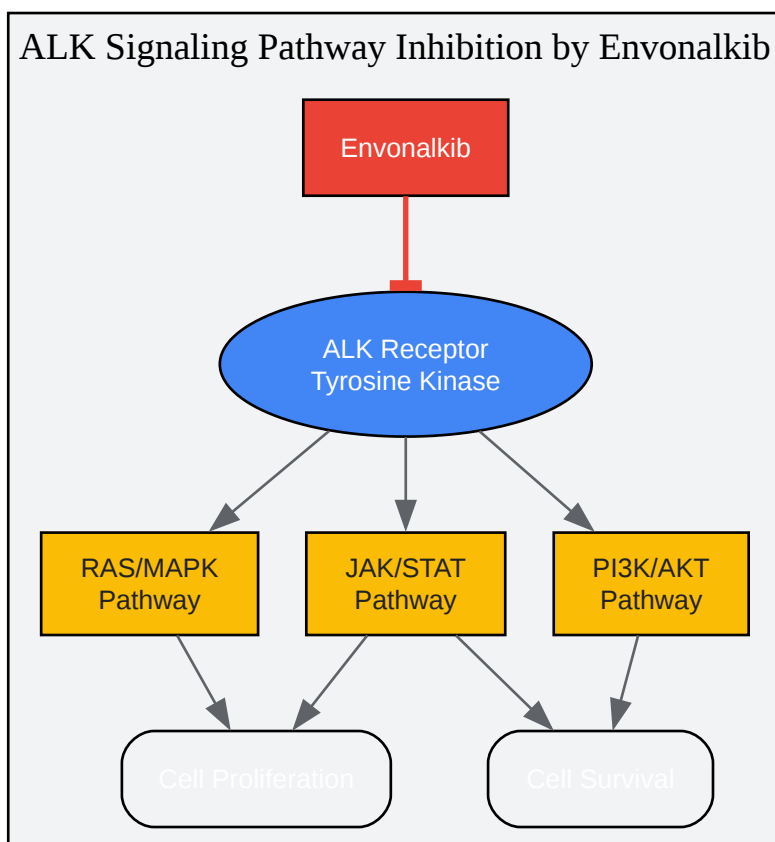 ALK Signaling Pathway Inhibition by Envonalkib
Envonalkib
ALK Receptor
Tyrosine Kinase
RAS/MAPK
Pathway
JAK/STAT
Pathway
PI3K/AKT
Pathway
Cell Proliferation
Cell Survival